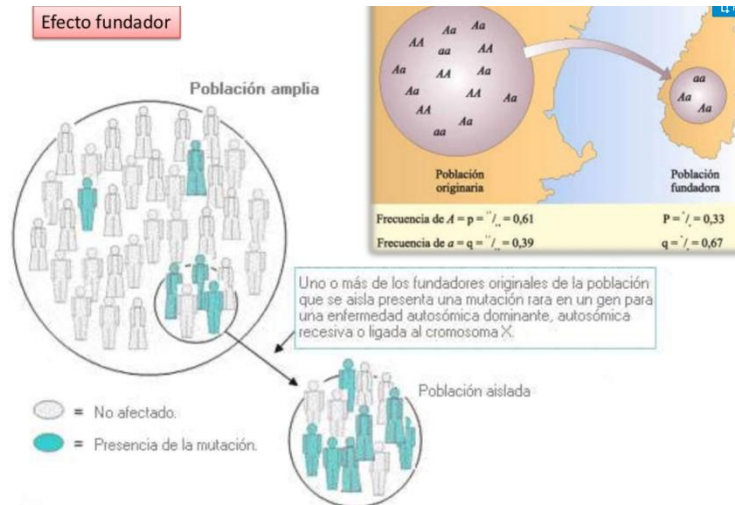 Efecto fundador
Población amplia
AA
Aa
Aa
AA
aa
AA
Aa
AA
Aa
Aa
AA
Aa
AA
aa
Aa
aa
Aa
Aa
Población
originaria
Población
fundadora
Frecuencia de A = p = / = 0,61
P = / = 0,33
Frecuencia de a = q = / = 0,39
q = / = 0,67
Uno o más de los fundadores originales de la población
que se aisla presenta una mutación rara en un gen para
una enfermedad autosómica dominante, autosómica
recesiva o ligada al cromosoma X.
Población aislada
= No afectado.
= Presencia de la mutación.